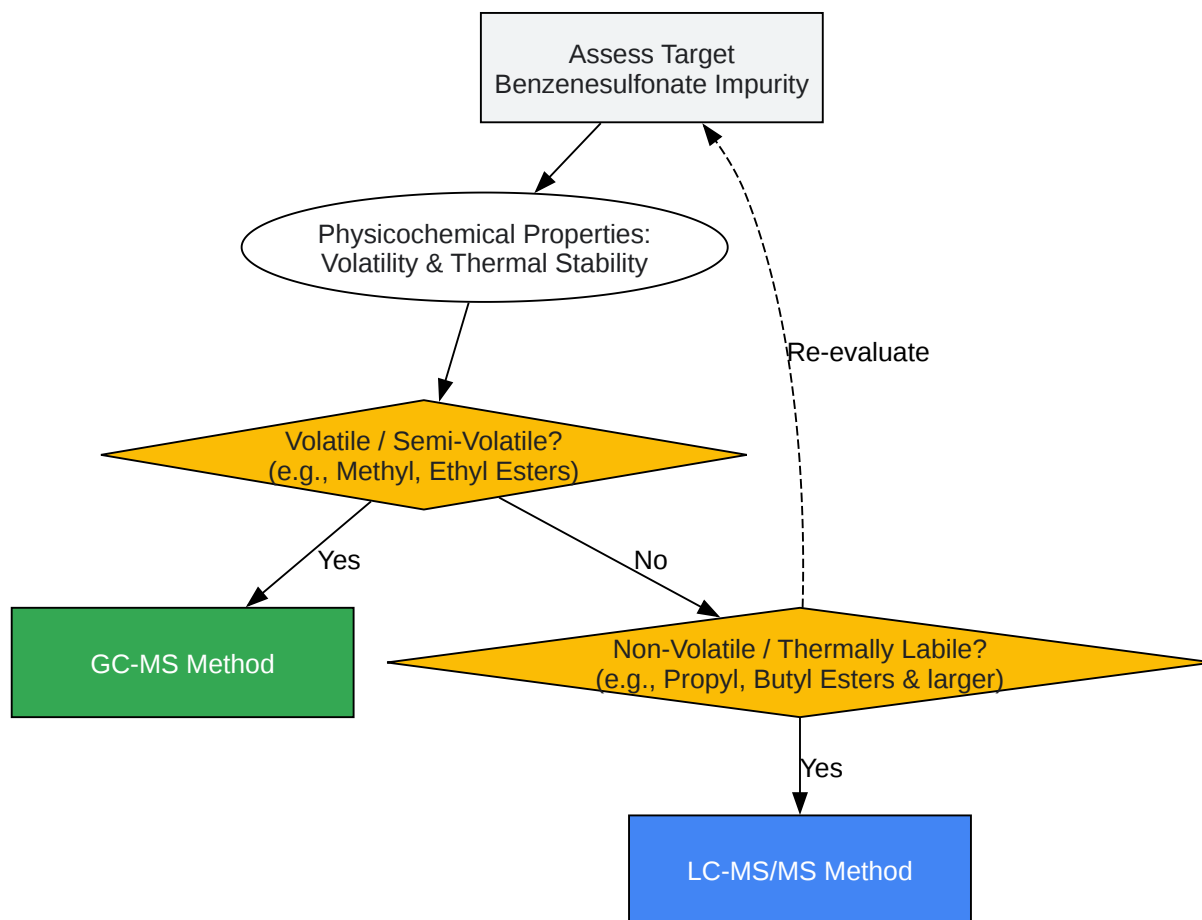 Assess Target
Benzenesulfonate Impurity
Physicochemical Properties:
Volatility & Thermal Stability
Re-evaluate
Volatile / Semi-Volatile?
(e.g., Methyl, Ethyl Esters)
Yes
No
GC-MS Method
Non-Volatile / Thermally Labile?
(e.g., Propyl, Butyl Esters & larger)
Yes
LC-MS/MS Method